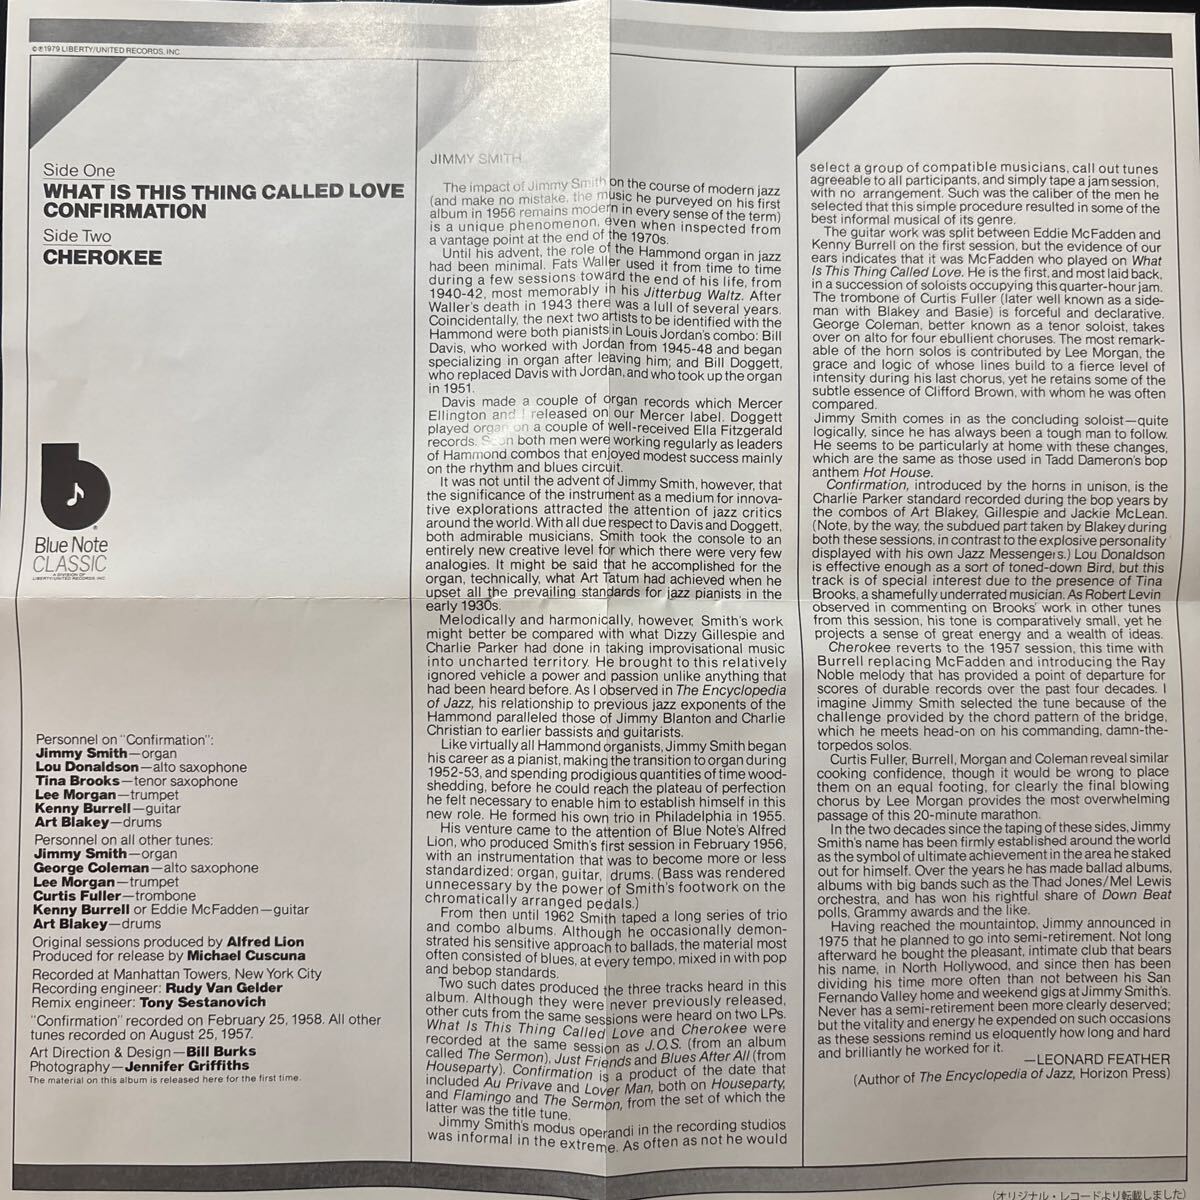 ©℗1979 LIBERTY/UNITED RECORDS, INC
Side One
WHAT IS THIS THING CALLED LOVE
CONFIRMATION
Side Two
CHEROKEE
Blue Note
CLASSIC
A DIVISION OF
LIBERTY/UNITED RECORDS, INC.
Personnel on "Confirmation":
Jimmy Smith—organ
Lou Donaldson—alto saxophone
Tina Brooks—tenor saxophone
Lee Morgan—trumpet
Kenny Burrell—guitar
Art Blakey—drums
Personnel on all other tunes:
Jimmy Smith—organ
George Coleman—alto saxophone
Lee Morgan—trumpet
Curtis Fuller—trombone
Kenny Burrell or Eddie McFadden—guitar
Art Blakey—drums
Original sessions produced by Alfred Lion
Produced for release by Michael Cuscuna
Recorded at Manhattan Towers, New York City
Recording engineer: Rudy Van Gelder
Remix engineer: Tony Sestanovich
"Confirmation" recorded on February 25, 1958. All other
tunes recorded on August 25, 1957.
Art Direction & Design—Bill Burks
Photography—Jennifer Griffiths
The material on this album is released here for the first time.
JIMMY SMITH
The impact of Jimmy Smith on the course of modern jazz
(and make no mistake, the music he purveyed on his first
album in 1956 remains modern in every sense of the term)
is a unique phenomenon, even when inspected from
a vantage point at the end of the 1970s.
Until his advent, the role of the Hammond organ in jazz
had been minimal. Fats Waller used it from time to time
during a few sessions toward the end of his life, from
1940-42, most memorably in his Jitterbug Waltz. After
Waller's death in 1943 there was a lull of several years.
Coincidentally, the next two artists to be identified with the
Hammond were both pianists in Louis Jordan's combo: Bill
Davis, who worked with Jordan from 1945-48 and began
specializing in organ after leaving him; and Bill Doggett,
who replaced Davis with Jordan, and who took up the organ
in 1951.
Davis made a couple of organ records which Mercer
Ellington and I released on our Mercer label. Doggett
played organ on a couple of well-received Ella Fitzgerald
records. Soon both men were working regularly as leaders
of Hammond combos that enjoyed modest success mainly
on the rhythm and blues circuit.
It was not until the advent of Jimmy Smith, however, that
the significance of the instrument as a medium for innova-
tive explorations attracted the attention of jazz critics
around the world. With all due respect to Davis and Doggett,
both admirable musicians, Smith took the console to an
entirely new creative level for which there were very few
analogies. It might be said that he accomplished for the
organ, technically, what Art Tatum had achieved when he
upset all the prevailing standards for jazz pianists in the
early 1930s.
Melodically and harmonically, however, Smith's work
might better be compared with what Dizzy Gillespie and
Charlie Parker had done in taking improvisational music
into uncharted territory. He brought to this relatively
ignored vehicle a power and passion unlike anything that
had been heard before. As I observed in The Encyclopedia
of Jazz, his relationship to previous jazz exponents of the
Hammond paralleled those of Jimmy Blanton and Charlie
Christian to earlier bassists and guitarists.
Like virtually all Hammond organists, Jimmy Smith began
his career as a pianist, making the transition to organ during
1952-53, and spending prodigious quantities of time wood-
shedding, before he could reach the plateau of perfection
he felt necessary to enable him to establish himself in this
new role. He formed his own trio in Philadelphia in 1955.
His venture came to the attention of Blue Note's Alfred
Lion, who produced Smith's first session in February 1956,
with an instrumentation that was to become more or less
standardized: organ, guitar, drums. (Bass was rendered
unnecessary by the power of Smith's footwork on the
chromatically arranged pedals.)
From then until 1962 Smith taped a long series of trio
and combo albums. Although he occasionally demon-
strated his sensitive approach to ballads, the material most
often consisted of blues, at every tempo, mixed in with pop
and bebop standards.
Two such dates produced the three tracks heard in this
album. Although they were never previously released,
other cuts from the same sessions were heard on two LPs.
What Is This Thing Called Love and Cherokee were
recorded at the same session as J.O.S. (from an album
called The Sermon), Just Friends and Blues After All (from
Houseparty). Confirmation is a product of the date that
included Au Privave and Lover Man, both on Houseparty,
and Flamingo and The Sermon, from the set of which the
latter was the title tune.
Jimmy Smith's modus operandi in the recording studios
was informal in the extreme. As often as not he would
select a group of compatible musicians, call out tunes
agreeable to all participants, and simply tape a jam session,
with no arrangement. Such was the caliber of the men he
selected that this simple procedure resulted in some of the
best informal musical of its genre.
The guitar work was split between Eddie McFadden and
Kenny Burrell on the first session, but the evidence of our
ears indicates that it was McFadden who played on What
Is This Thing Called Love. He is the first, and most laid back,
in a succession of soloists occupying this quarter-hour jam.
The trombone of Curtis Fuller (later well known as a side-
man with Blakey and Basie) is forceful and declarative.
George Coleman, better known as a tenor soloist, takes
over on alto for four ebullient choruses. The most remark-
able of the horn solos is contributed by Lee Morgan, the
grace and logic of whose lines build to a fierce level of
intensity during his last chorus, yet he retains some of the
subtle essence of Clifford Brown, with whom he was often
compared.
Jimmy Smith comes in as the concluding soloist—quite
logically, since he has always been a tough man to follow.
He seems to be particularly at home with these changes,
which are the same as those used in Tadd Dameron's bop
anthem Hot House.
Confirmation, introduced by the horns in unison, is the
Charlie Parker standard recorded during the bop years by
the combos of Art Blakey, Gillespie and Jackie McLean.
(Note, by the way, the subdued part taken by Blakey during
both these sessions, in contrast to the explosive personality
displayed with his own Jazz Messengers.) Lou Donaldson
is effective enough as a sort of toned-down Bird, but this
track is of special interest due to the presence of Tina
Brooks, a shamefully underrated musician. As Robert Levin
observed in commenting on Brooks' work in other tunes
from this session, his tone is comparatively small, yet he
projects a sense of great energy and a wealth of ideas.
Cherokee reverts to the 1957 session, this time with
Burrell replacing McFadden and introducing the Ray
Noble melody that has provided a point of departure for
scores of durable records over the past four decades. I
imagine Jimmy Smith selected the tune because of the
challenge provided by the chord pattern of the bridge,
which he meets head-on on his commanding, damn-the-
torpedos solos.
Curtis Fuller, Burrell, Morgan and Coleman reveal similar
cooking confidence, though it would be wrong to place
them on an equal footing, for clearly the final blowing
chorus by Lee Morgan provides the most overwhelming
passage of this 20-minute marathon.
In the two decades since the taping of these sides, Jimmy
Smith's name has been firmly established around the world
as the symbol of ultimate achievement in the area he staked
out for himself. Over the years he has made ballad albums,
albums with big bands such as the Thad Jones/Mel Lewis
orchestra, and has won his rightful share of Down Beat
polls, Grammy awards and the like.
Having reached the mountaintop, Jimmy announced in
1975 that he planned to go into semi-retirement. Not long
afterward he bought the pleasant, intimate club that bears
his name, in North Hollywood, and since then has been
dividing his time more often than not between his San
Fernando Valley home and weekend gigs at Jimmy Smith's.
Never has a semi-retirement been more clearly deserved;
but the vitality and energy he expended on such occasions
as these sessions remind us eloquently how long and hard
and brilliantly he worked for it.
—LEONARD FEATHER
(Author of The Encyclopedia of Jazz, Horizon Press)
(オリジナル・レコードより転載しました)